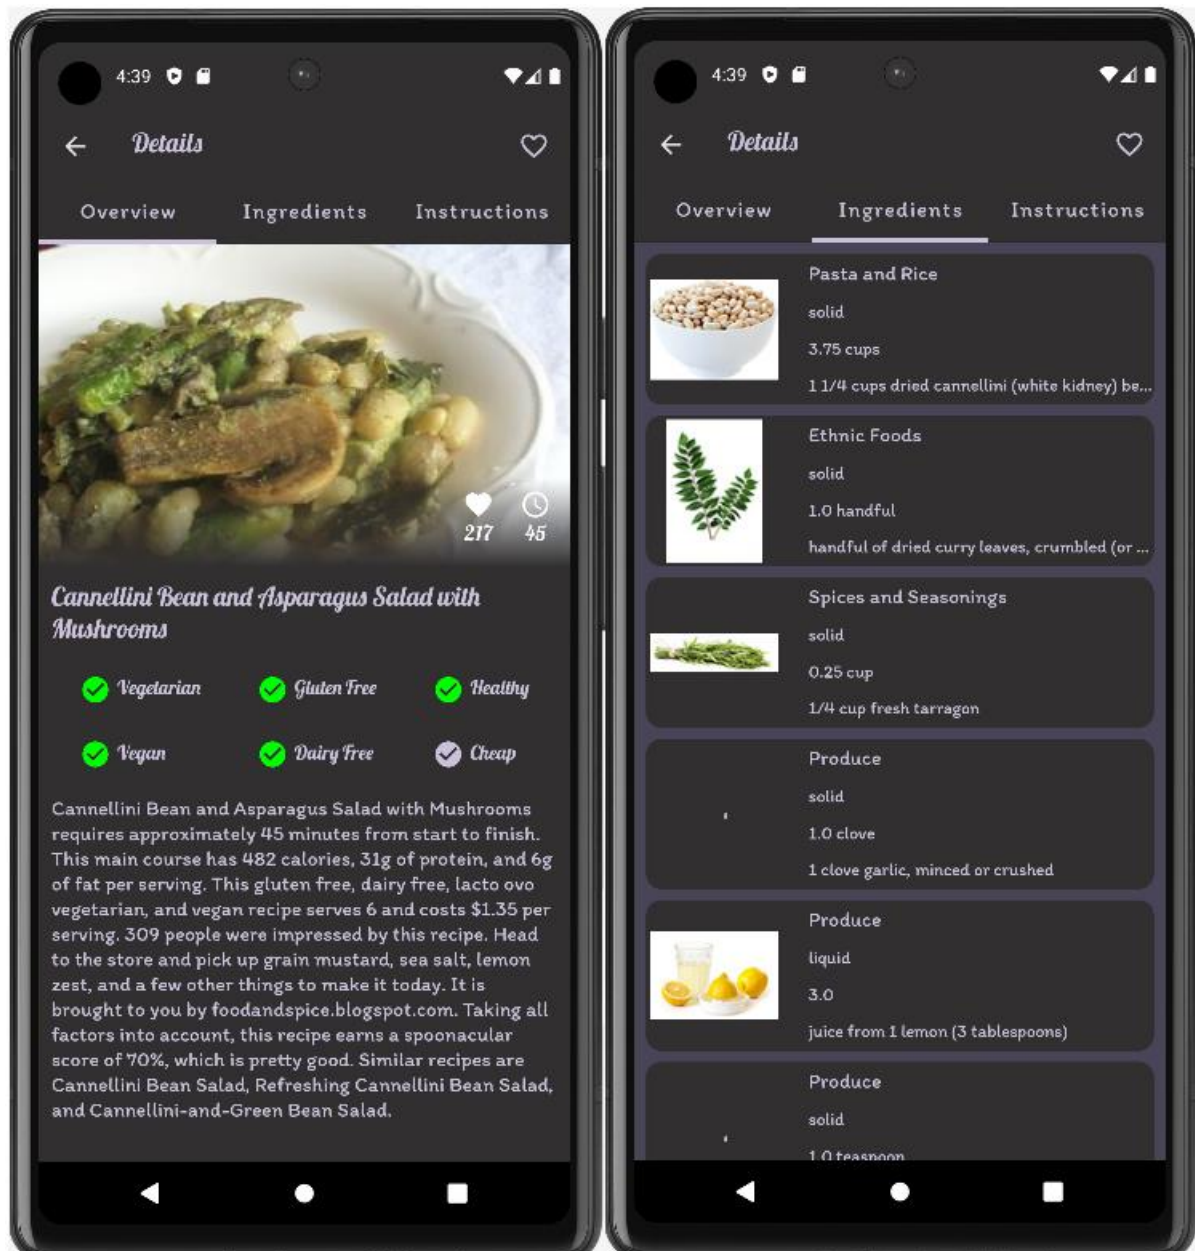 4:39
Details
Overview Ingredients Instructions
217 45
Cannellini Bean and Asparagus Salad with
Mushrooms
Vegetarian Gluten Free Healthy
Vegan Dairy Free Cheap
Cannellini Bean and Asparagus Salad with Mushrooms
requires approximately 45 minutes from start to finish.
This main course has 482 calories, 31g of protein, and 6g
of fat per serving. This gluten free, dairy free, lacto ovo
vegetarian, and vegan recipe serves 6 and costs $1.35 per
serving. 309 people were impressed by this recipe. Head
to the store and pick up grain mustard, sea salt, lemon
zest, and a few other things to make it today. It is
brought to you by foodandspice.blogspot.com. Taking all
factors into account, this recipe earns a spoonacular
score of 70%, which is pretty good. Similar recipes are
Cannellini Bean Salad, Refreshing Cannellini Bean Salad,
and Cannellini-and-Green Bean Salad.
4:39
Details
Overview Ingredients Instructions
Pasta and Rice
solid
3.75 cups
1 1/4 cups dried cannellini (white kidney) be...
Ethnic Foods
solid
1.0 handful
handful of dried curry leaves, crumbled (or ...
Spices and Seasonings
solid
0.25 cup
1/4 cup fresh tarragon
Produce
solid
1.0 clove
1 clove garlic, minced or crushed
Produce
liquid
3.0
juice from 1 lemon (3 tablespoons)
Produce
solid
1.0 teaspoon